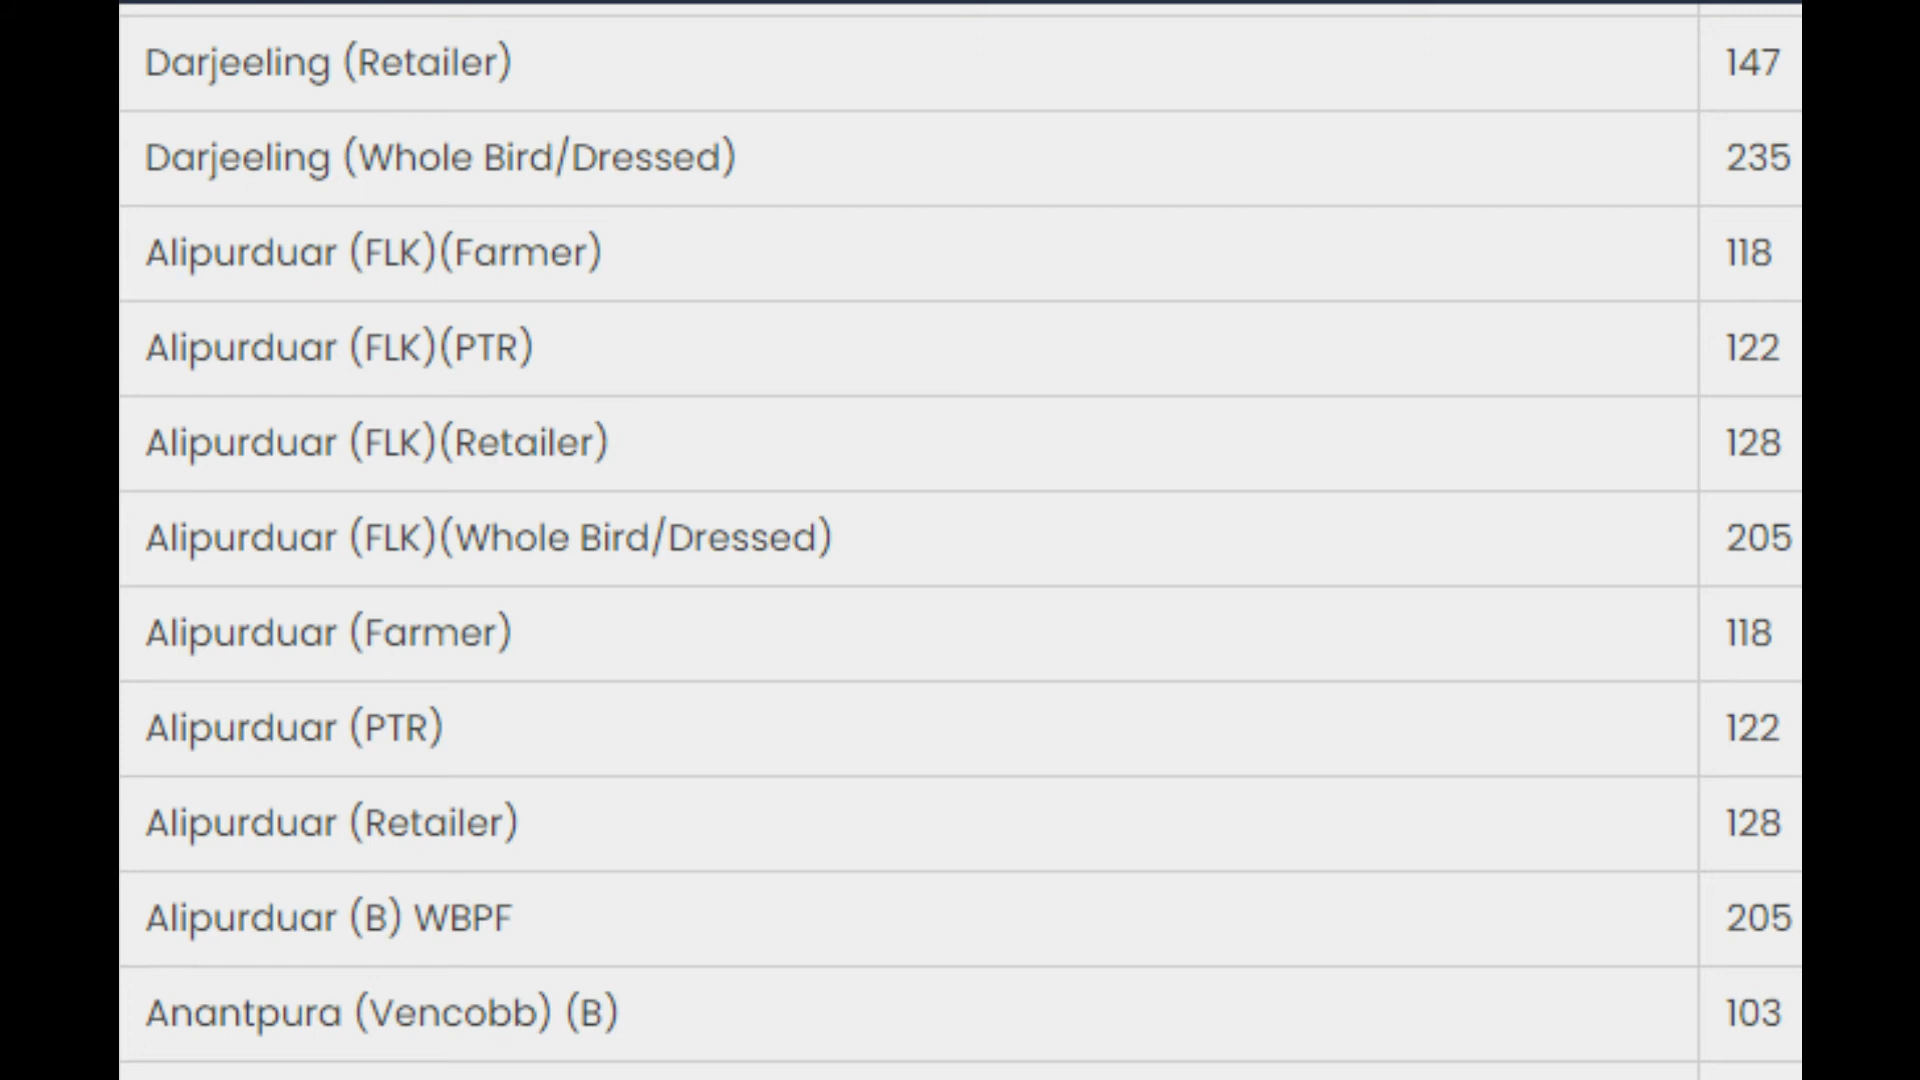 Darjeeling (Retailer) 147
Darjeeling (Whole Bird/Dressed) 235
Alipurduar (FLK)(Farmer) 118
Alipurduar (FLK)(PTR) 122
Alipurduar (FLK)(Retailer) 128
Alipurduar (FLK)(Whole Bird/Dressed) 205
Alipurduar (Farmer) 118
Alipurduar (PTR) 122
Alipurduar (Retailer) 128
Alipurduar (B) WBPF 205
Anantpura (Vencobb) (B) 103